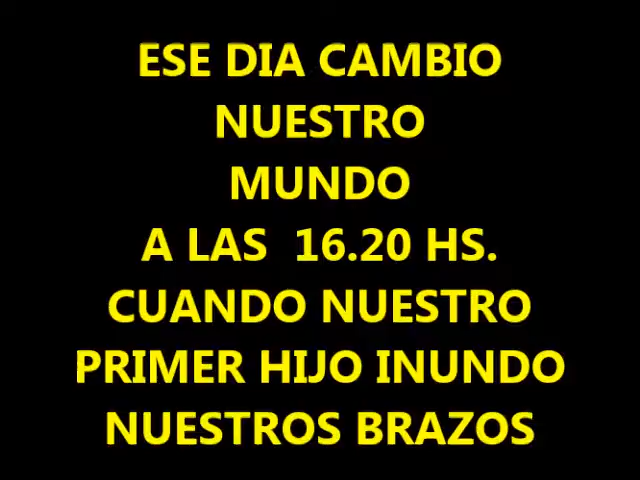 ESE DIA CAMBIO
NUESTRO
MUNDO
A LAS  16.20 HS.
CUANDO NUESTRO
PRIMER HIJO INUNDO
NUESTROS BRAZOS